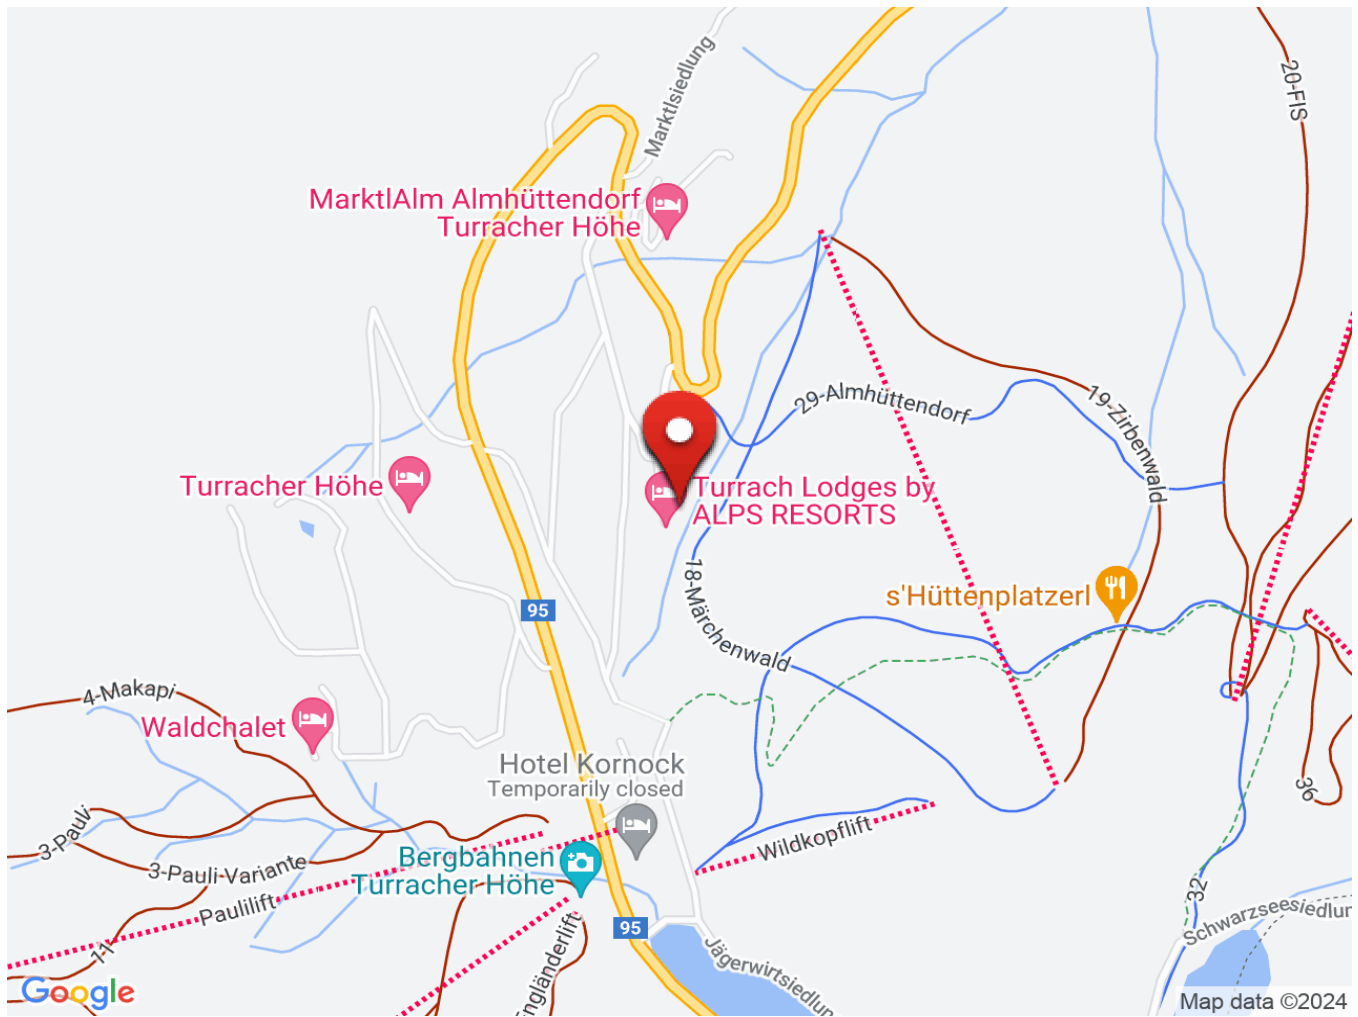 Marktlsiedlung
20-FIS
MarktlAlm Almhüttendorf
Turracher Höhe
29-Almhüttendorf
19-Zirbenwald
Turracher Höhe
Turrach Lodges by
ALPS RESORTS
18-Märchenwald
s'Hüttenplatzerl
95
4-Makapi
Waldchalet
Hotel Kornock
Temporarily closed
36
3-Pauli
3-Pauli Variante
Wildkopflift
Bergbahnen
Turracher Höhe
Paulilift
32
95
11
Engländerlift
Jägerwirtsiedlun
Schwarzseesiedlun
Google
Map data ©2024